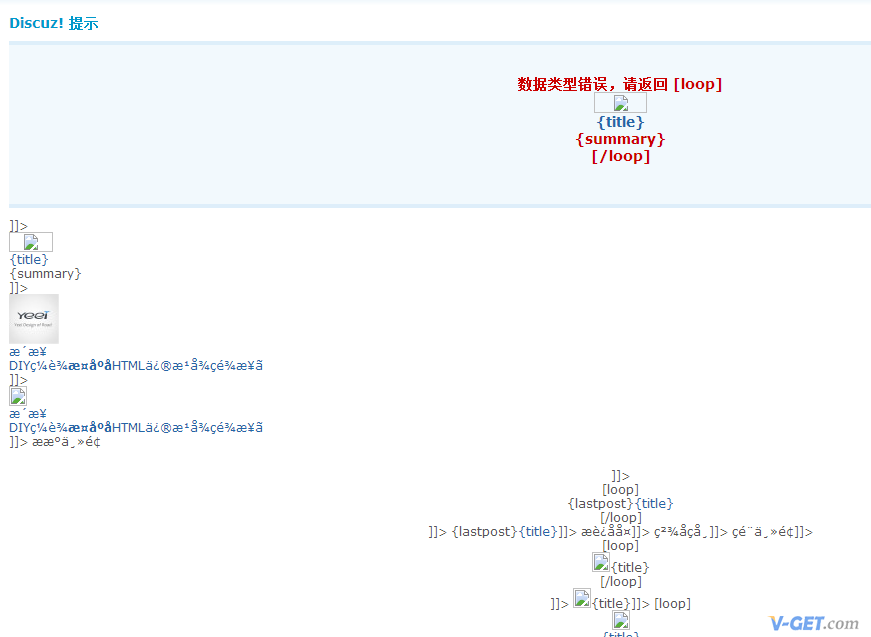 Discuz! 提示
数据类型错误，请返回 [loop]
{title}
{summary}
[/loop]
]]>
{title}
{summary}
]]>
Yeei
Yeei Design of Road
æ´æ¥
DIYç¼è¾æ¤åºåHTMLä¿®æ¹å¾çé¾æ¥ã
]]>
æ´æ¥
DIYç¼è¾æ¤åºåHTMLä¿®æ¹å¾çé¾æ¥ã
]]> ææ°ä¸»é¢
]]>
[loop]
{lastpost}{title}
[/loop]
]]> {lastpost}{title}]]> æè¿åå¤]]> ç²¾åçå¸]]> çé¨ä¸»é¢]]>
[loop]
{title}
[/loop]
]]> {title}]]> [loop]
{title}
V-GET.com